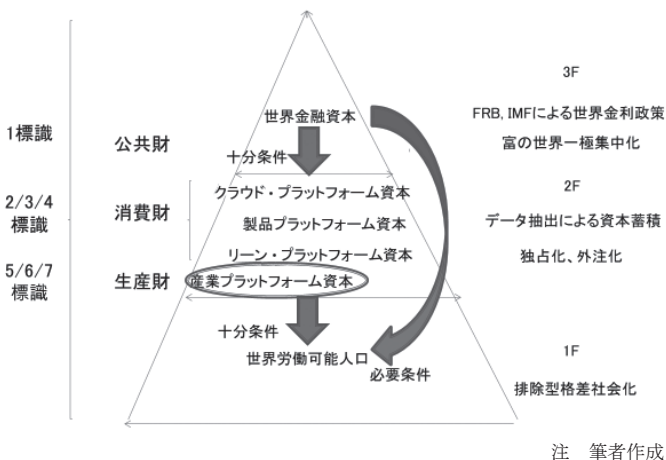 3F
世界金融資本
FRB, IMFによる世界金利政策
1標識
公共財
富の世界一極集中化
十分条件
2/3/4
標識
消費財
クラウド・プラットフォーム資本
2F
製品プラットフォーム資本
データ抽出による資本蓄積
リーン・プラットフォーム資本
独占化、外注化
5/6/7
標識
生産財
産業プラットフォーム資本
十分条件
世界労働可能人口
1F
必要条件
排除型格差社会化
注　筆者作成